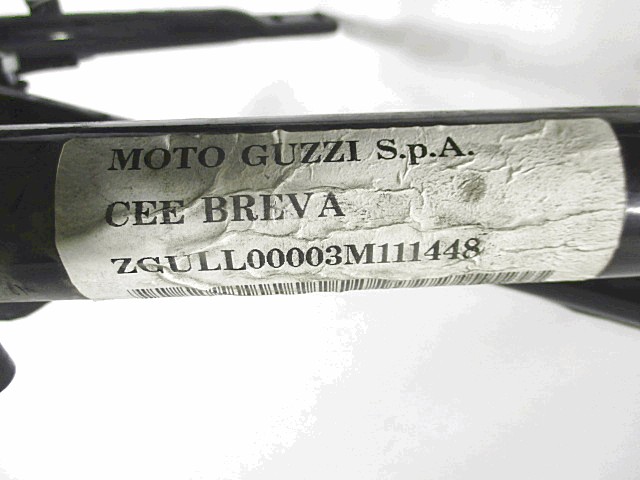 MOTO GUZZI S.p.A.
CEE BREVA
ZGULL00003M111448